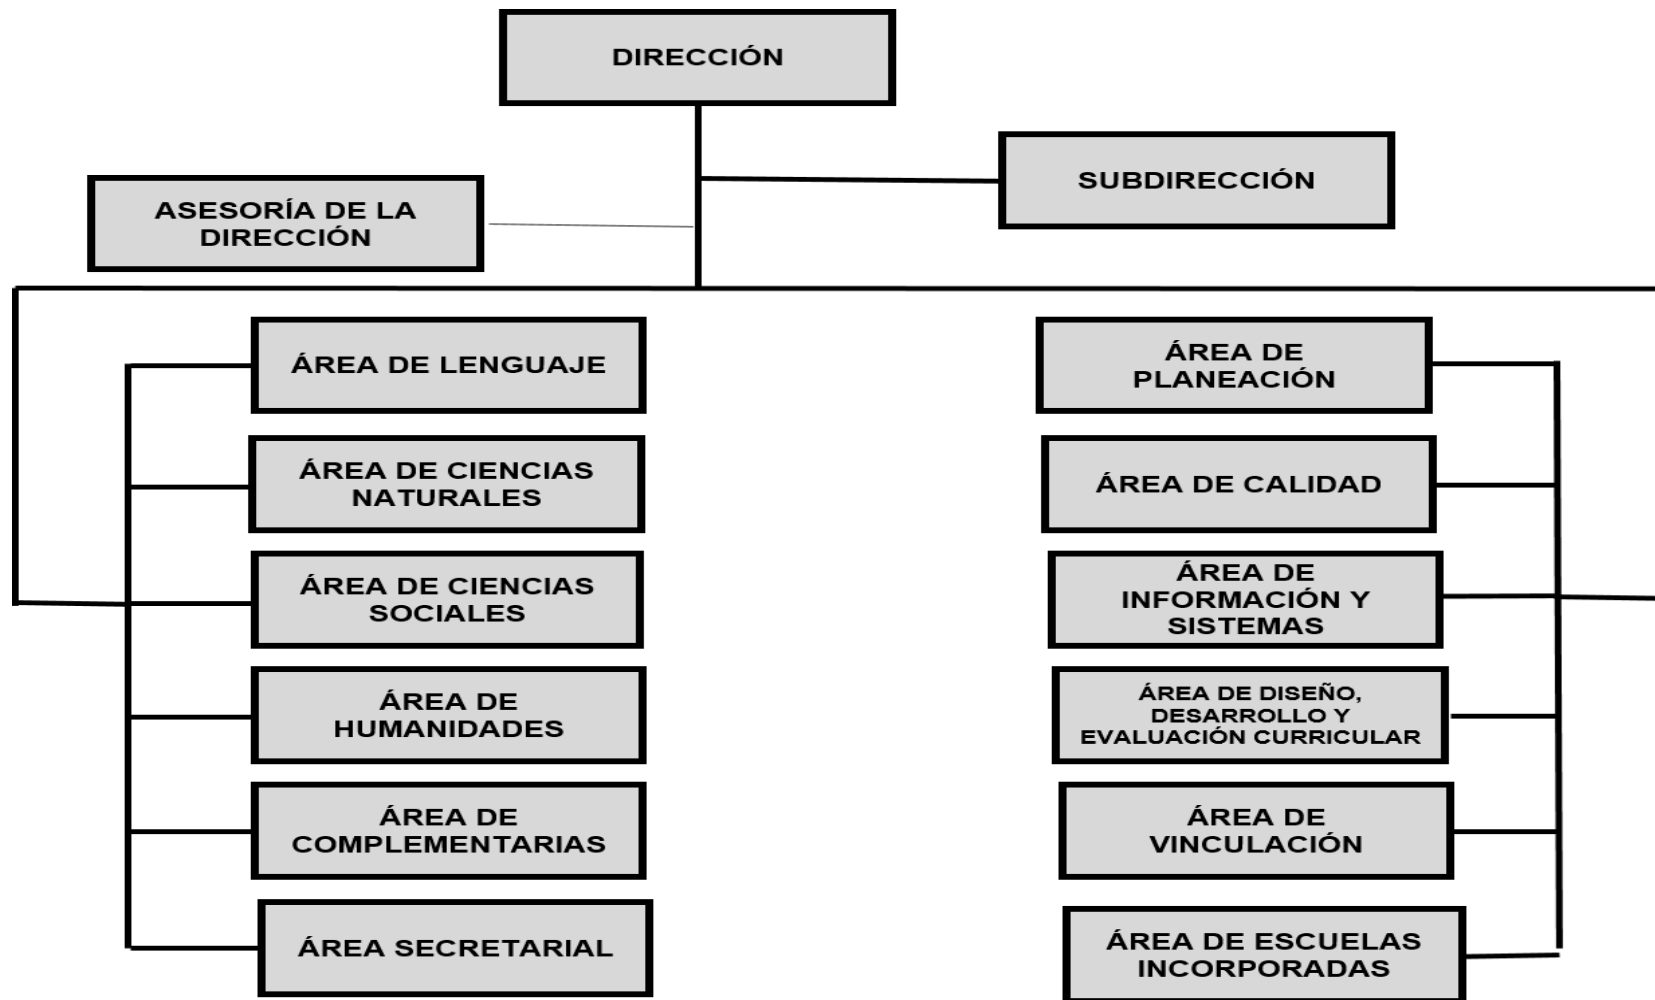 DIRECCIÓN
SUBDIRECCIÓN
ASESORÍA DE LA
DIRECCIÓN
ÁREA DE LENGUAJE
ÁREA DE CIENCIAS
NATURALES
ÁREA DE CIENCIAS
SOCIALES
ÁREA DE
HUMANIDADES
ÁREA DE
COMPLEMENTARIAS
ÁREA SECRETARIAL
ÁREA DE
PLANEACIÓN
ÁREA DE CALIDAD
ÁREA DE
INFORMACIÓN Y
SISTEMAS
ÁREA DE DISEÑO,
DESARROLLO Y
EVALUACIÓN CURRICULAR
ÁREA DE
VINCULACIÓN
ÁREA DE ESCUELAS
INCORPORADAS